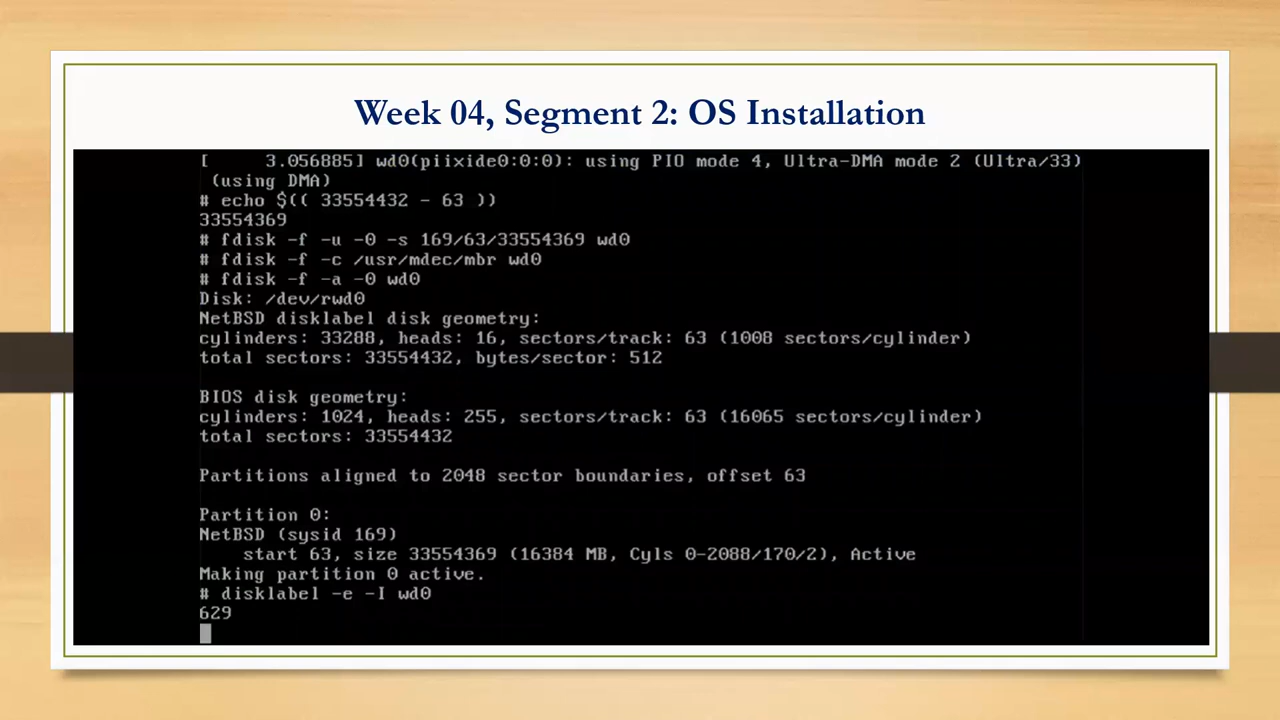 Week 04, Segment 2: OS Installation
[     3.056885] wd0(piixide0:0:0): using PIO mode 4, Ultra-DMA mode 2 (Ultra/33)
 (using DMA)
# echo $(( 33554432 - 63 ))
33554369
# fdisk -f -u -0 -s 169/63/33554369 wd0
# fdisk -f -c /usr/mdec/mbr wd0
# fdisk -f -a -0 wd0
Disk: /dev/rwd0
NetBSD disklabel disk geometry:
cylinders: 33288, heads: 16, sectors/track: 63 (1008 sectors/cylinder)
total sectors: 33554432, bytes/sector: 512
BIOS disk geometry:
cylinders: 1024, heads: 255, sectors/track: 63 (16065 sectors/cylinder)
total sectors: 33554432
Partitions aligned to 2048 sector boundaries, offset 63
Partition 0:
NetBSD (sysid 169)
    start 63, size 33554369 (16384 MB, Cyls 0-2088/170/2), Active
Making partition 0 active.
# disklabel -e -I wd0
629